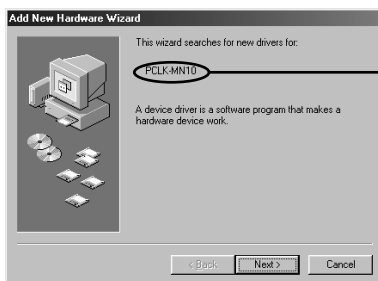 Add New Hardware Wizard
This wizard searches for new drivers for:
PCLK-MN10
A device driver is a software program that makes a
hardware device work.
< Back
Next >
Cancel